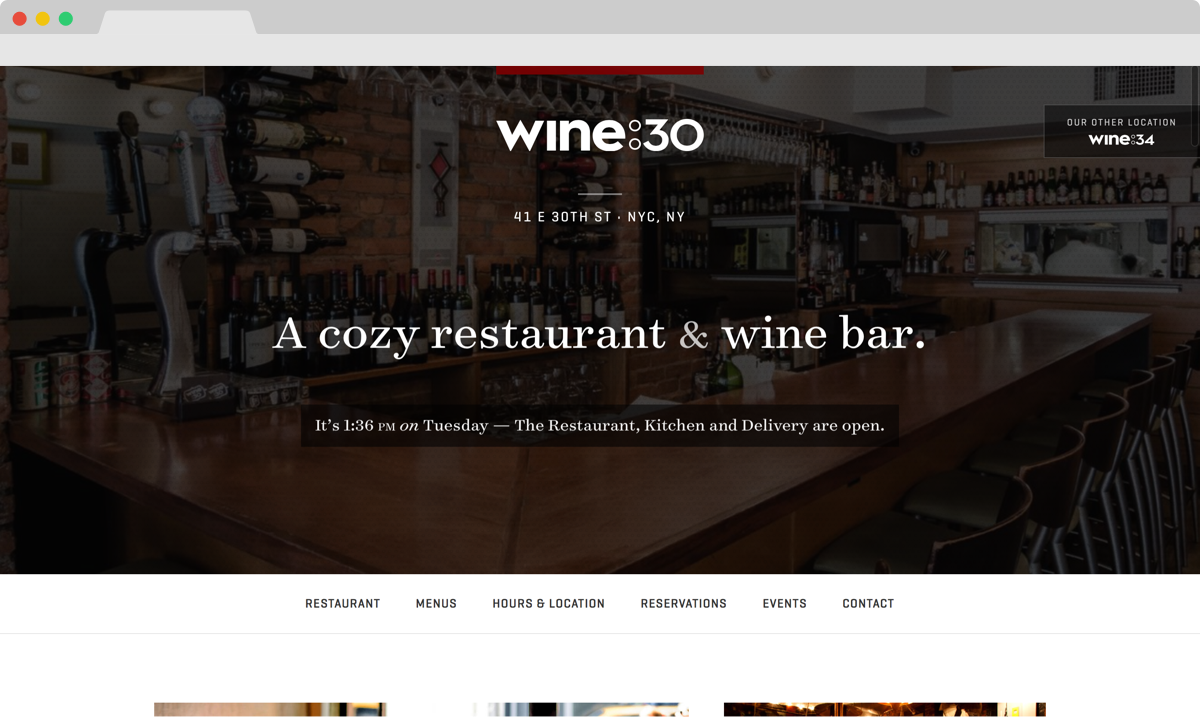 wine:30
OUR OTHER LOCATION
wine:34
41 E 30TH ST · NYC, NY
A cozy restaurant & wine bar.
It’s 1:36 PM on Tuesday — The Restaurant, Kitchen and Delivery are open.
RESTAURANT MENUS HOURS & LOCATION RESERVATIONS EVENTS CONTACT